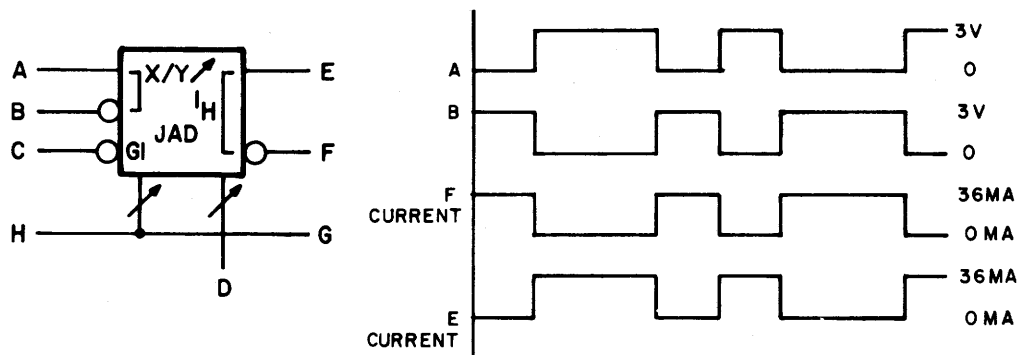 A
B
C
H
X/Y
I H
JAD
GI
E
F
G
D
A
3V
0
B
3V
0
F
CURRENT
36MA
0MA
E
CURRENT
36MA
0MA